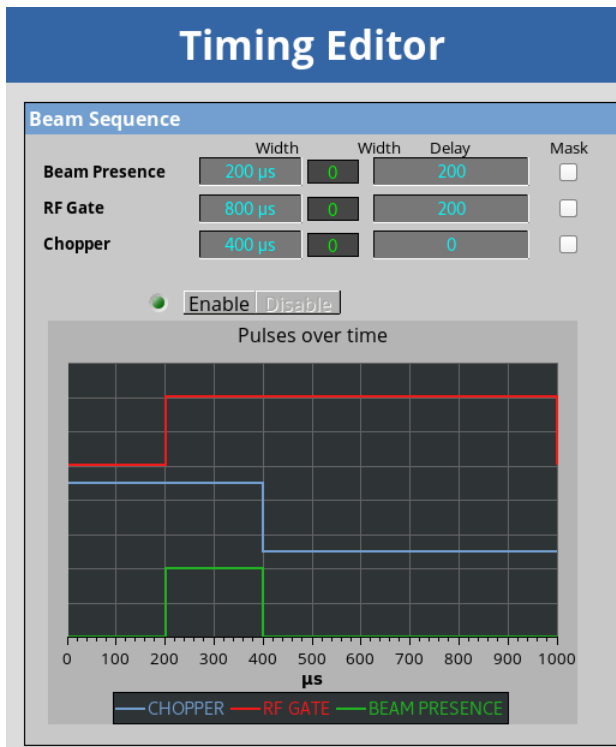 Timing Editor
Beam Sequence
Width Width Delay Mask
Beam Presence 200 µs 0 200
RF Gate 800 µs 0 200
Chopper 400 µs 0 0
Enable Disable
Pulses over time
0 100 200 300 400 500 600 700 800 900 1000
µs
CHOPPER RF GATE BEAM PRESENCE